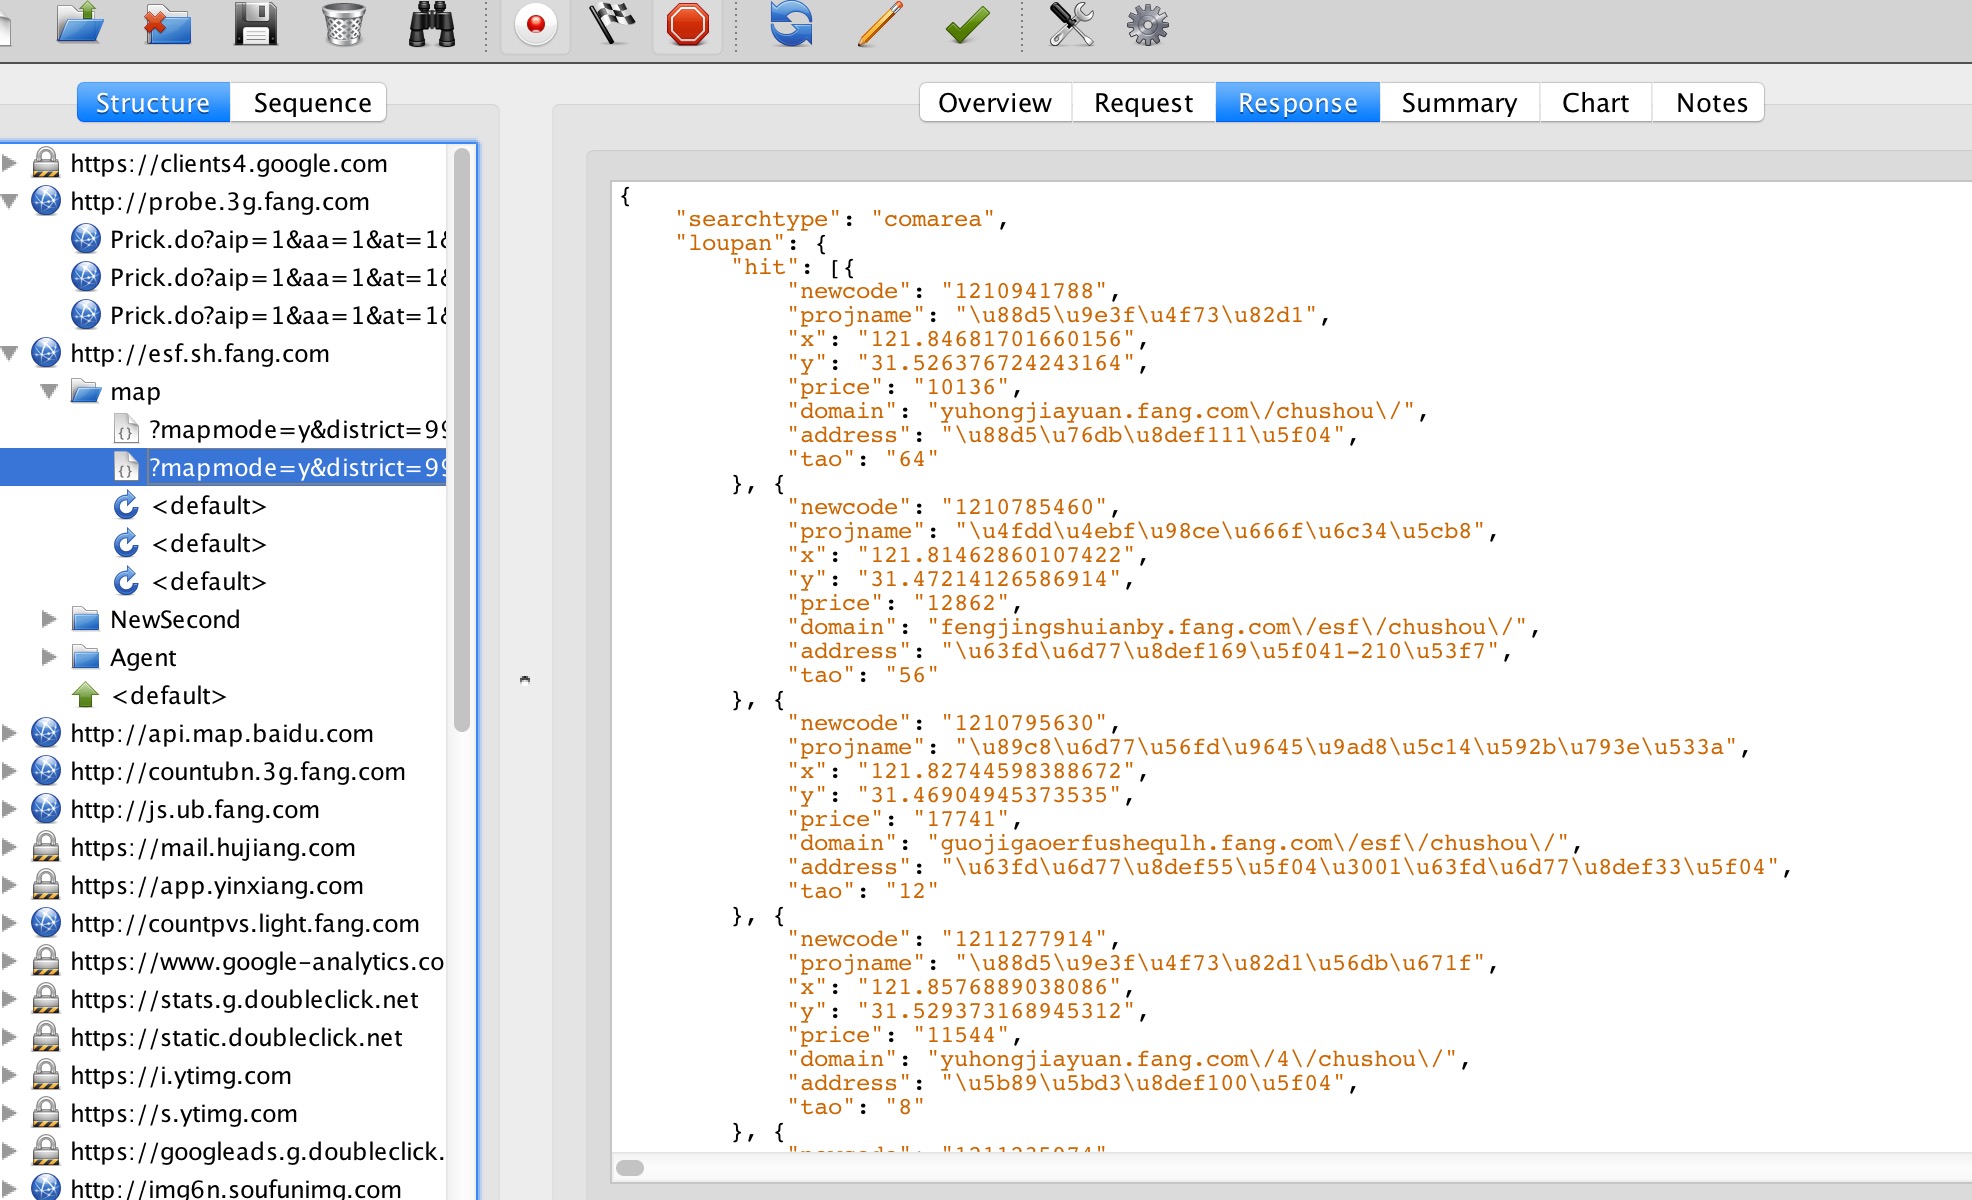 Structure Sequence
Overview Request Response Summary Chart Notes
https://clients4.google.com
http://probe.3g.fang.com
Prick.do?aip=1&aa=1&at=1&
Prick.do?aip=1&aa=1&at=1&
Prick.do?aip=1&aa=1&at=1&
http://esf.sh.fang.com
map
?mapmode=y&district=99
?mapmode=y&district=99
<default>
<default>
<default>
NewSecond
Agent
<default>
http://api.map.baidu.com
http://countubn.3g.fang.com
http://js.ub.fang.com
https://mail.hujiang.com
https://app.yinxiang.com
http://countpvs.light.fang.com
https://www.google-analytics.co
https://stats.g.doubleclick.net
https://static.doubleclick.net
https://i.ytimg.com
https://s.ytimg.com
https://googleads.g.doubleclick.
http://img6n.soufunimg.com
{
"searchtype": "comarea",
"loupan": {
"hit": [{
"newcode": "1210941788",
"projname": "\u88d5\u9e3f\u4f73\u82d1",
"x": "121.84681701660156",
"y": "31.526376724243164",
"price": "10136",
"domain": "yuhongjiayuan.fang.com\/chushou\/",
"address": "\u88d5\u76db\u8def111\u5f04",
"tao": "64"
}, {
"newcode": "1210785460",
"projname": "\u4fdd\u4ebf\u98ce\u666f\u6c34\u5cb8",
"x": "121.81462860107422",
"y": "31.47214126586914",
"price": "12862",
"domain": "fengjingshuianby.fang.com\/esf\/chushou\/",
"address": "\u63fd\u6d77\u8def169\u5f041-210\u53f7",
"tao": "56"
}, {
"newcode": "1210795630",
"projname": "\u89c8\u6d77\u56fd\u9645\u9ad8\u5c14\u592b\u793e\u533a",
"x": "121.82744598388672",
"y": "31.46904945373535",
"price": "17741",
"domain": "guojigaoerfushequlh.fang.com\/esf\/chushou\/",
"address": "\u63fd\u6d77\u8def55\u5f04\u3001\u63fd\u6d77\u8def33\u5f04",
"tao": "12"
}, {
"newcode": "1211277914",
"projname": "\u88d5\u9e3f\u4f73\u82d1\u56db\u671f",
"x": "121.8576889038086",
"y": "31.529373168945312",
"price": "11544",
"domain": "yuhongjiayuan.fang.com\/4\/chushou\/",
"address": "\u5b89\u5bd3\u8def100\u5f04",
"tao": "8"
}, {